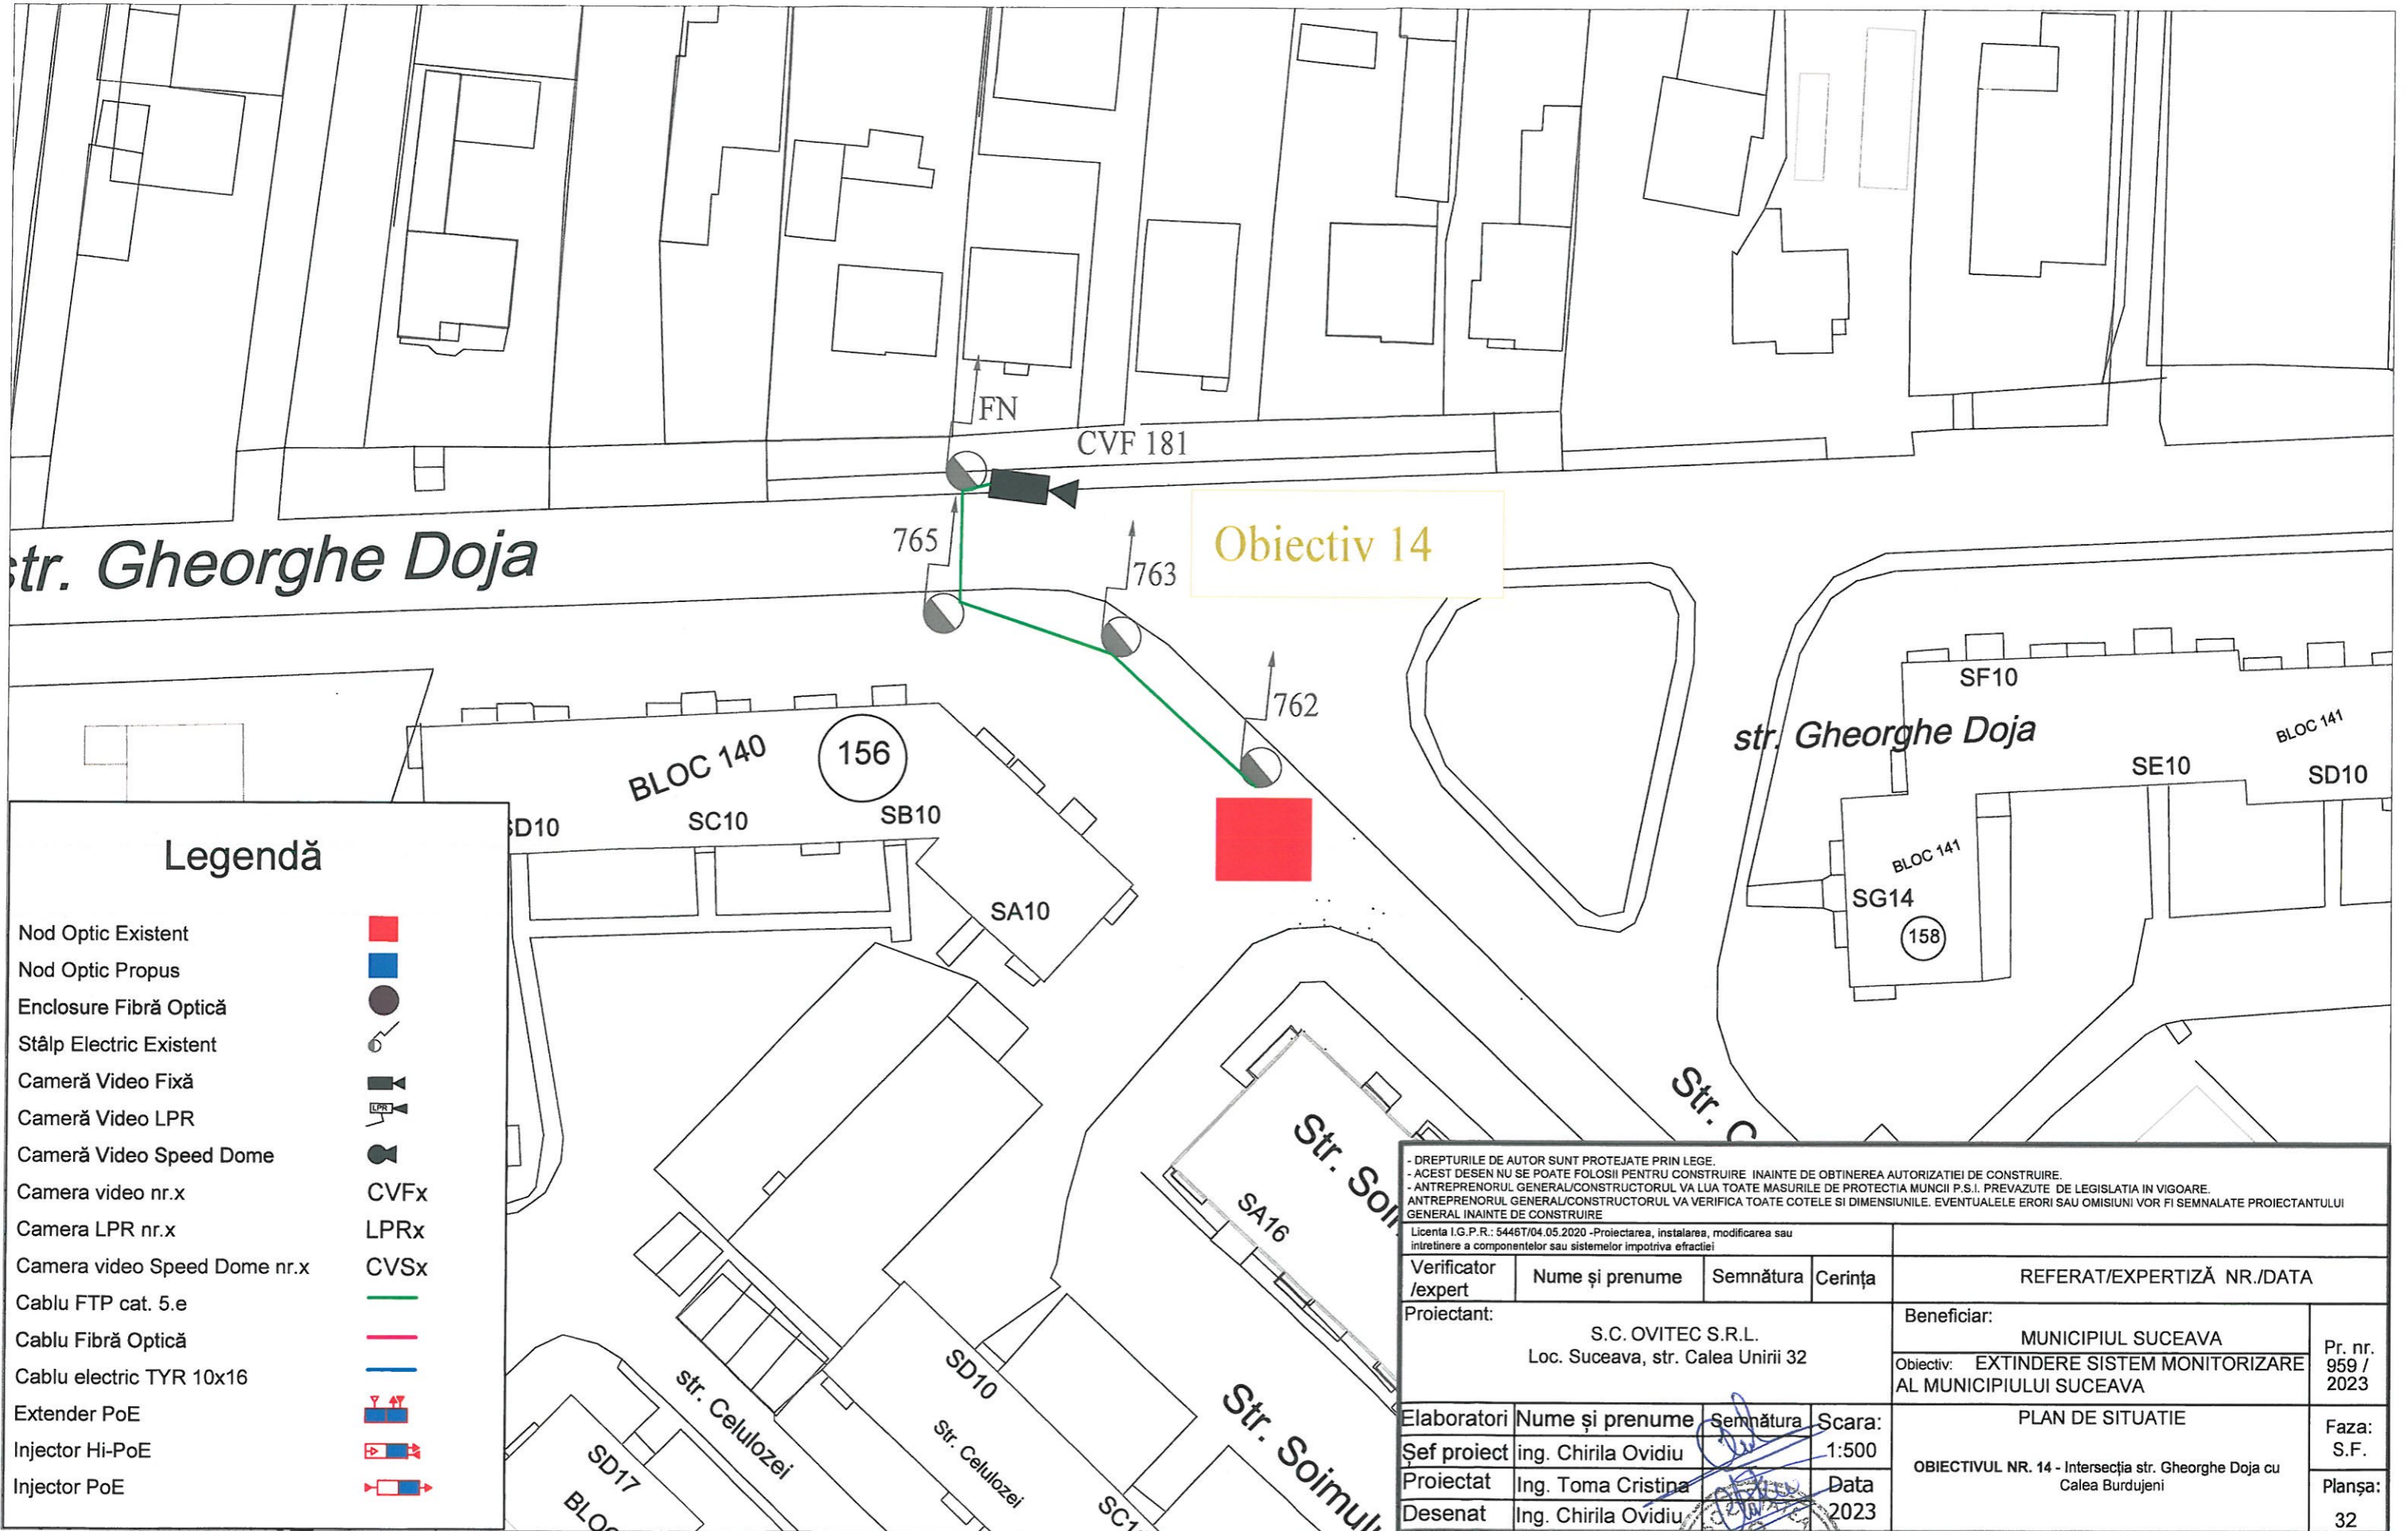 FN
CVF 181
765
763
Obiectiv 14
str. Gheorghe Doja
762
SF10
str. Gheorghe Doja
BLOC 141
SE10
SD10
BLOC 140
156
SD10
SC10
SB10
SA10
BLOC 141
SG14
158
Legendă
Nod Optic Existent
Nod Optic Propus
Enclosure Fibră Optică
Stâlp Electric Existent
Cameră Video Fixă
Cameră Video LPR
LPR
Cameră Video Speed Dome
Camera video nr.x CVFx
Camera LPR nr.x LPRx
Camera video Speed Dome nr.x CVSx
Cablu FTP cat. 5.e
Cablu Fibră Optică
Cablu electric TYR 10x16
Extender PoE
Injector Hi-PoE
Injector PoE
Str. C
Str. Soim
SA16
str. Celulozei
SD10
Str. Celulozei
SD17
BLOC
SC1
Str. Soimul
- DREPTURILE DE AUTOR SUNT PROTEJATE PRIN LEGE.
- ACEST DESEN NU SE POATE FOLOSII PENTRU CONSTRUIRE INAINTE DE OBTINEREA AUTORIZATIEI DE CONSTRUIRE.
- ANTREPRENORUL GENERAL/CONSTRUCTORUL VA LUA TOATE MASURILE DE PROTECTIA MUNCII P.S.I. PREVAZUTE DE LEGISLATIA IN VIGOARE.
ANTREPRENORUL GENERAL/CONSTRUCTORUL VA VERIFICA TOATE COTELE SI DIMENSIUNILE. EVENTUALELE ERORI SAU OMISIUNI VOR FI SEMNALATE PROIECTANTULUI
GENERAL INAINTE DE CONSTRUIRE
Licenta I.G.P.R.: 5446T/04.05.2020 -Proiectarea, instalarea, modificarea sau
intretinere a componentelor sau sistemelor impotriva efractiei
Verificator
/expert
Nume și prenume
Semnătura
Cerința
REFERAT/EXPERTIZĂ NR./DATA
Proiectant:
S.C. OVITEC S.R.L.
Loc. Suceava, str. Calea Unirii 32
Beneficiar:
MUNICIPIUL SUCEAVA
Obiectiv: EXTINDERE SISTEM MONITORIZARE
AL MUNICIPIULUI SUCEAVA
Pr. nr.
959 /
2023
Elaboratori
Nume și prenume
Semnătura
Scara:
1:500
Șef proiect
ing. Chirila Ovidiu
Proiectat
Ing. Toma Cristina
Data
2023
Desenat
Ing. Chirila Ovidiu
PLAN DE SITUATIE
OBIECTIVUL NR. 14 - Intersecția str. Gheorghe Doja cu
Calea Burdujeni
Faza:
S.F.
Planșa:
32